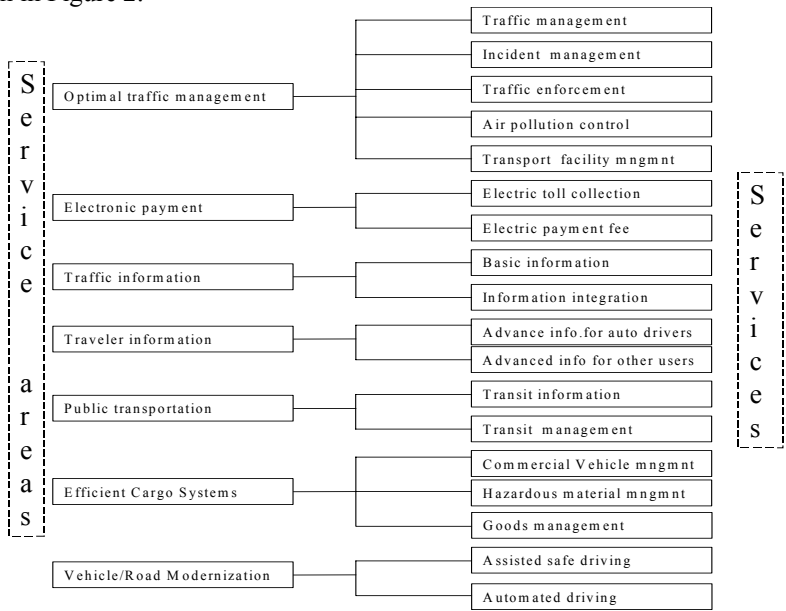 Service areas
Optimal traffic management
Traffic management
Incident management
Traffic enforcement
Air pollution control
Transport facility mngmnt
Electronic payment
Electric toll collection
Electric payment fee
Traffic information
Basic information
Information integration
Traveler information
Advance info.for auto drivers
Advanced info for other users
Public transportation
Transit information
Transit management
Efficient Cargo Systems
Commercial Vehicle mngmnt
Hazardous material mngmnt
Goods management
Vehicle/Road Modernization
Assisted safe driving
Automated driving
Services